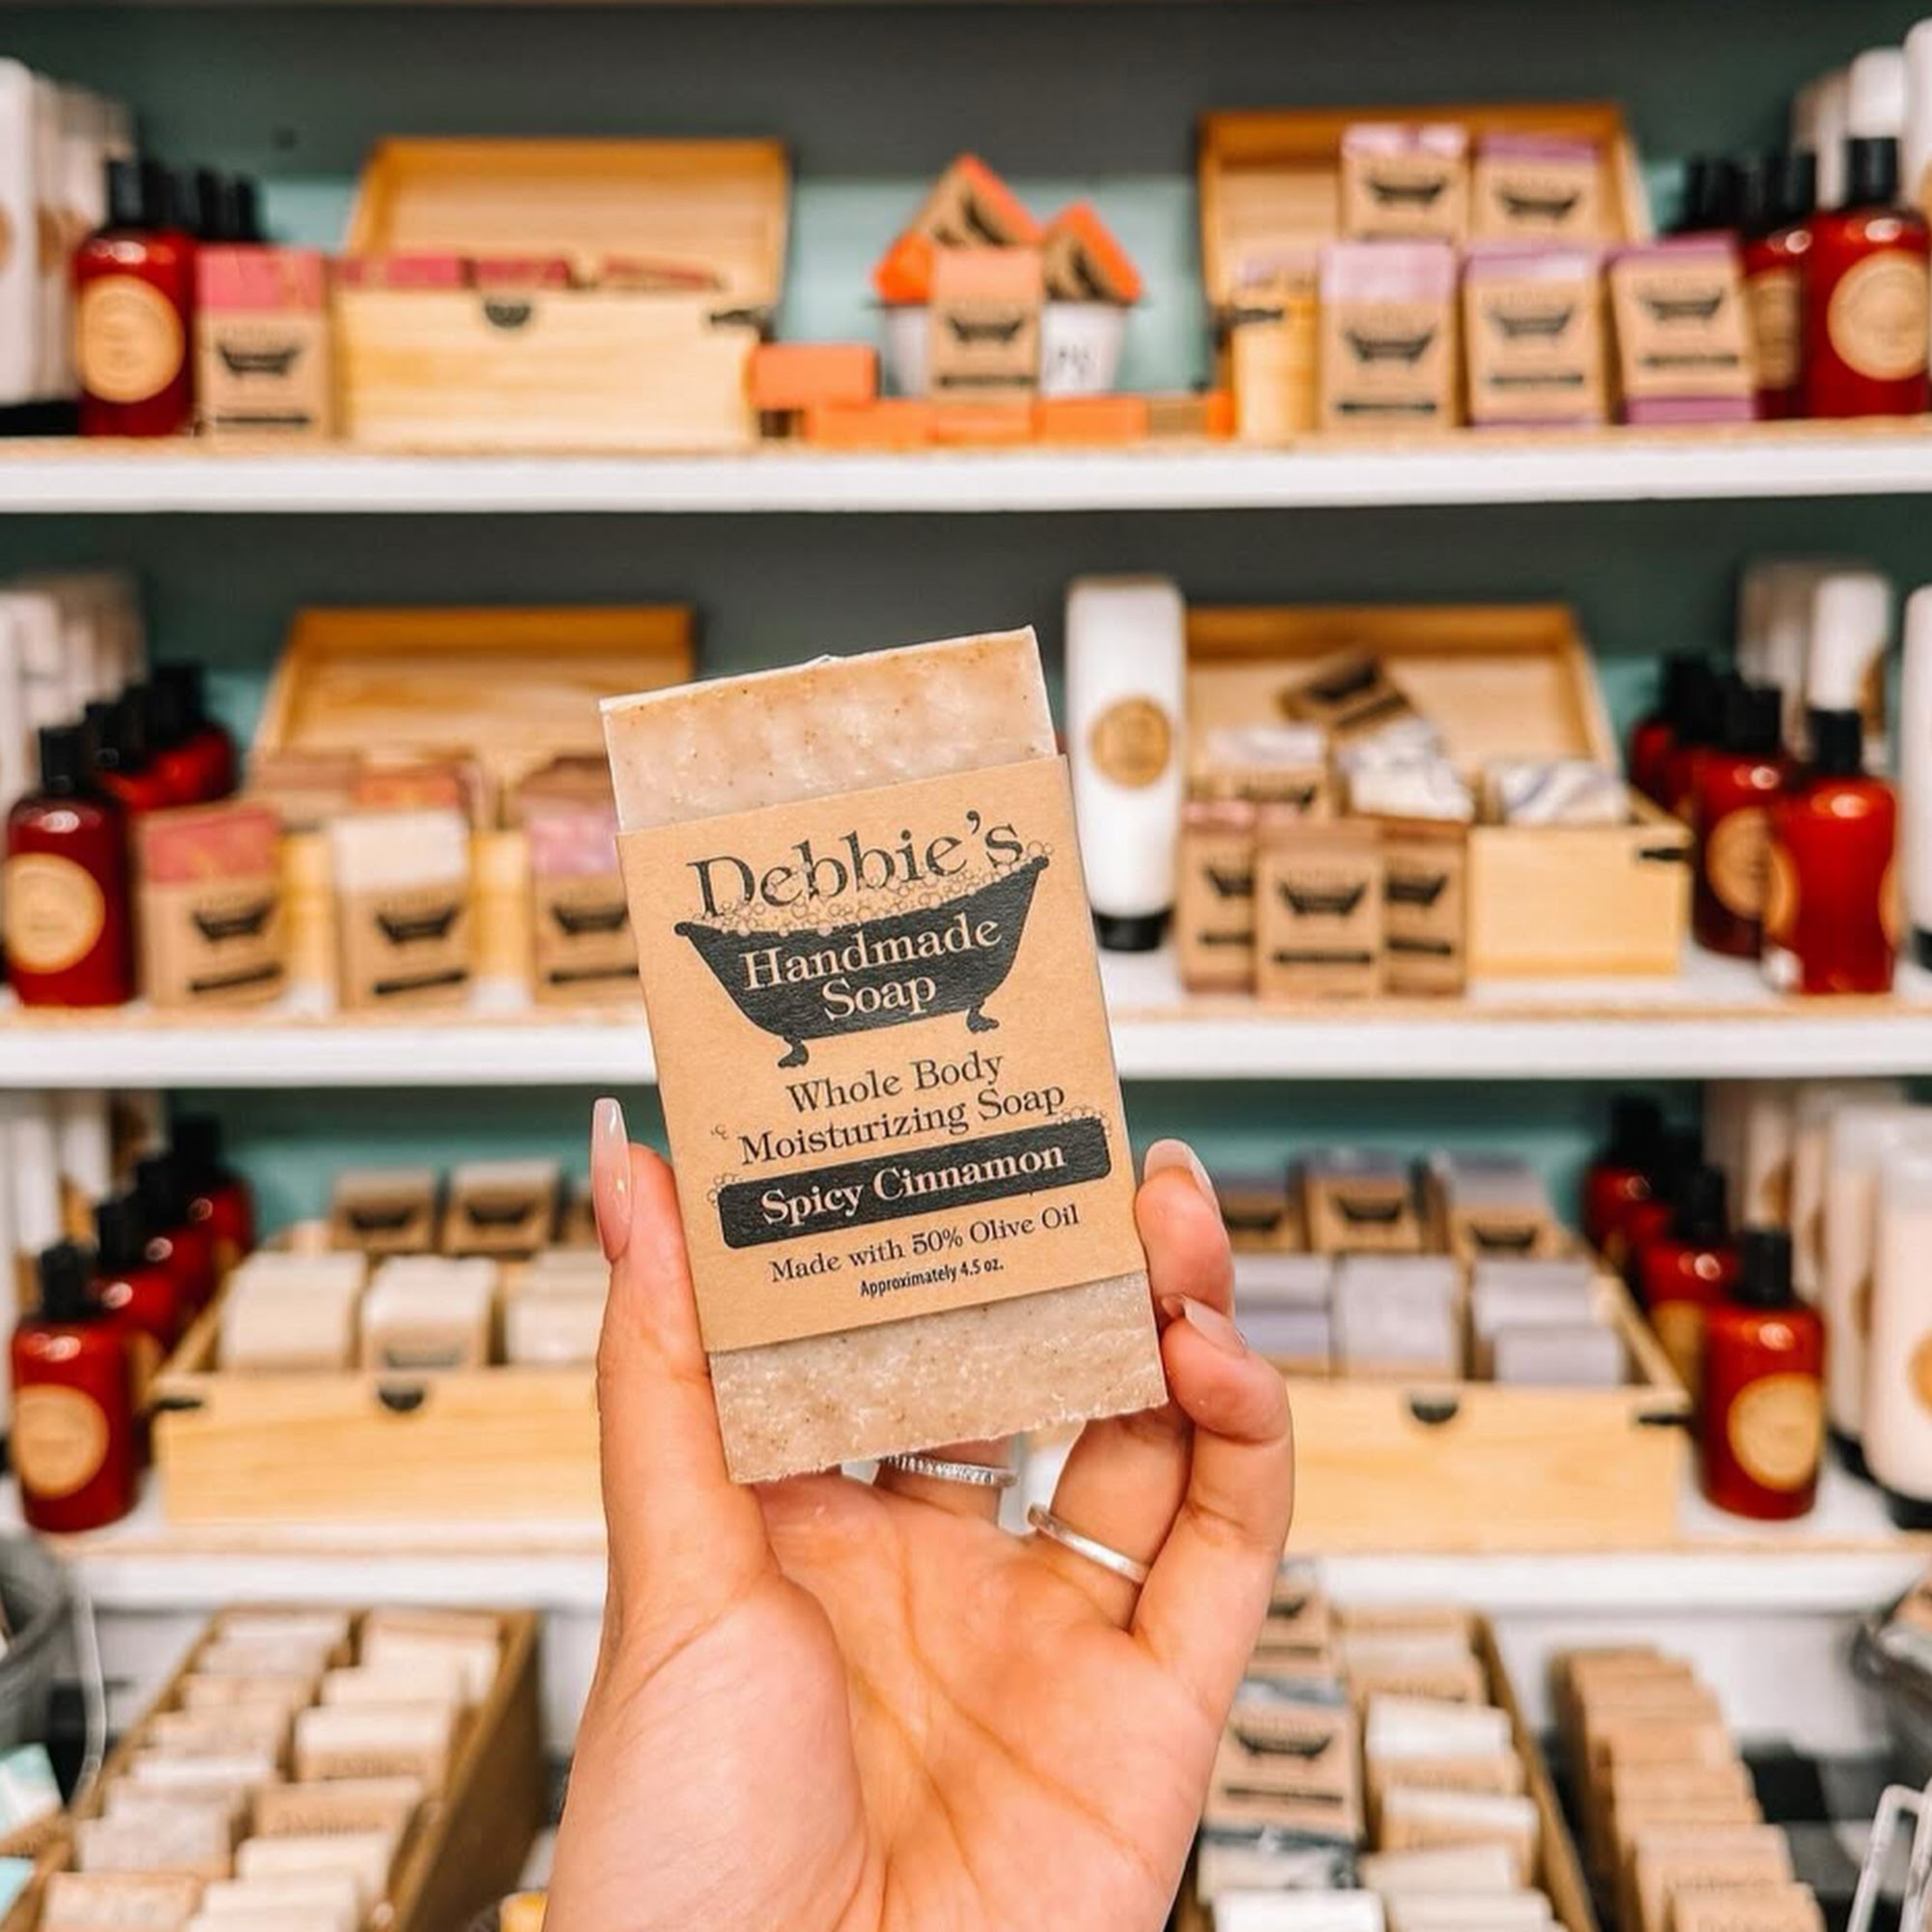 Debbie's
Handmade
Soap
Whole Body
Moisturizing Soap
Spicy Cinnamon
Made with 50% Olive Oil
Approximately 4.5 oz.